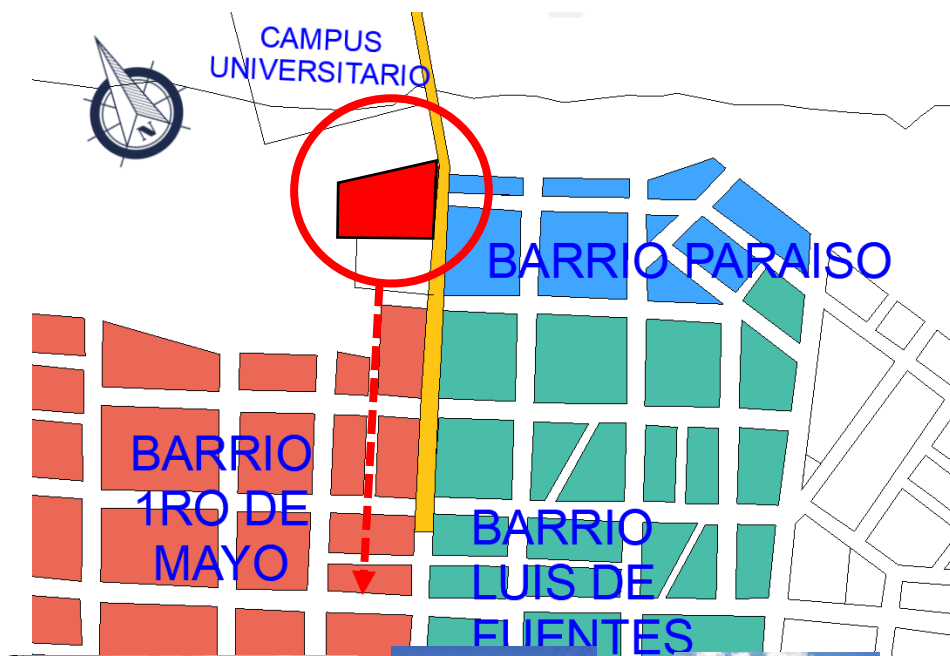 CAMPUS
UNIVERSITARIO
N
BARRIO PARAISO
BARRIO
1RO DE
MAYO
BARRIO
LUIS DE
FUENTES